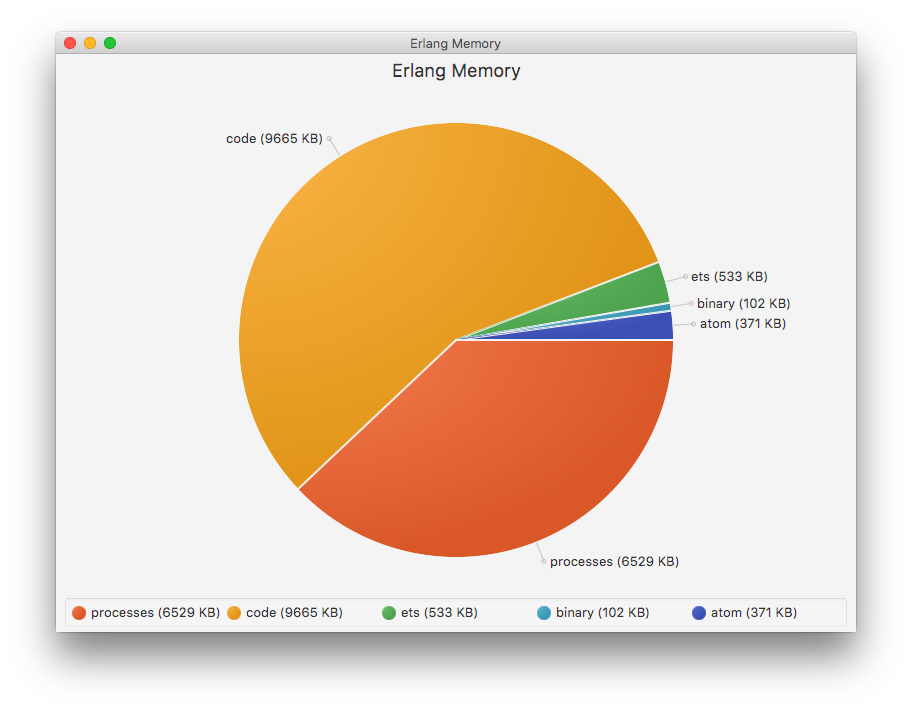 Erlang Memory
Erlang Memory
code (9665 KB)
ets (533 KB)
binary (102 KB)
atom (371 KB)
processes (6529 KB)
processes (6529 KB) code (9665 KB) ets (533 KB) binary (102 KB) atom (371 KB)